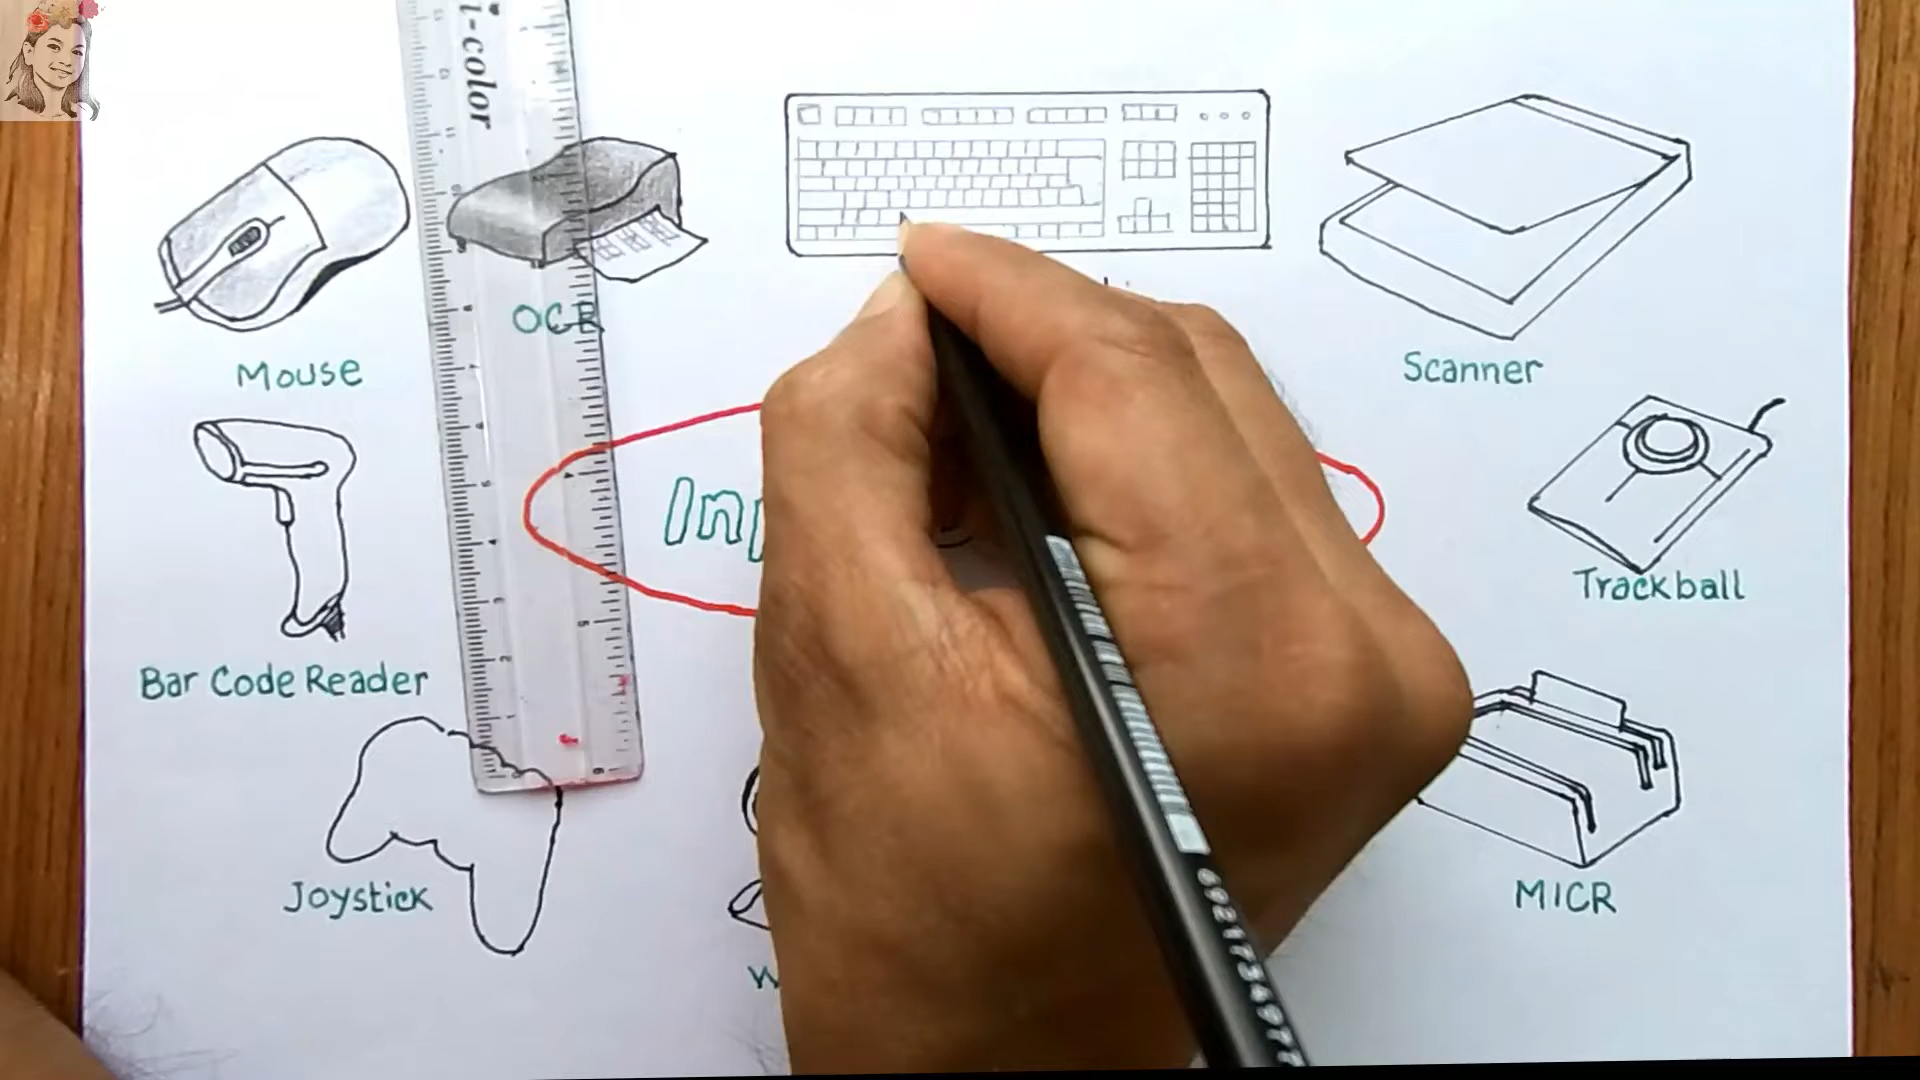 i-color
OCR
Mouse
Scanner
Trackball
Bar Code Reader
Joystick
MICR